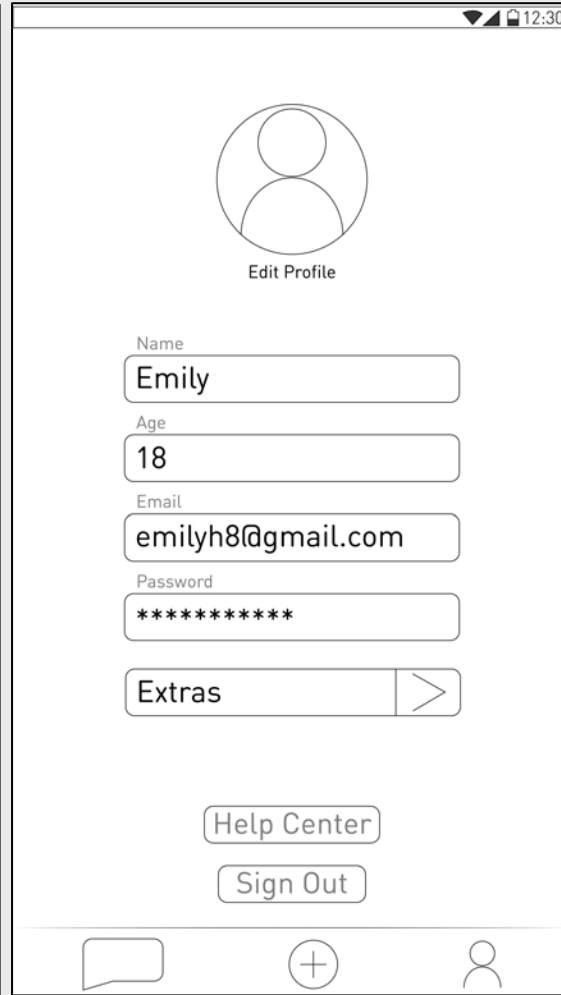 12:30
Edit Profile
Name
Emily
Age
18
Email
emilyh8@gmail.com
Password
***********
Extras
Help Center
Sign Out